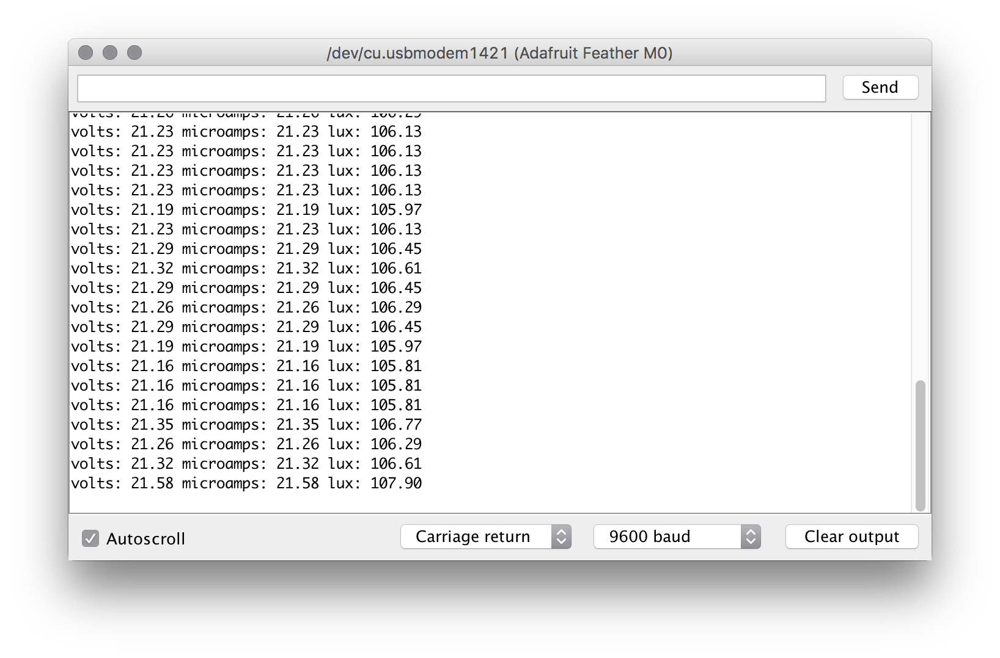 /dev/cu.usbmodem1421 (Adafruit Feather M0)
Send
volts: 21.26 microamps: 21.26 lux: 106.29
volts: 21.23 microamps: 21.23 lux: 106.13
volts: 21.23 microamps: 21.23 lux: 106.13
volts: 21.23 microamps: 21.23 lux: 106.13
volts: 21.23 microamps: 21.23 lux: 106.13
volts: 21.19 microamps: 21.19 lux: 105.97
volts: 21.23 microamps: 21.23 lux: 106.13
volts: 21.29 microamps: 21.29 lux: 106.45
volts: 21.32 microamps: 21.32 lux: 106.61
volts: 21.29 microamps: 21.29 lux: 106.45
volts: 21.26 microamps: 21.26 lux: 106.29
volts: 21.29 microamps: 21.29 lux: 106.45
volts: 21.19 microamps: 21.19 lux: 105.97
volts: 21.16 microamps: 21.16 lux: 105.81
volts: 21.16 microamps: 21.16 lux: 105.81
volts: 21.16 microamps: 21.16 lux: 105.81
volts: 21.35 microamps: 21.35 lux: 106.77
volts: 21.26 microamps: 21.26 lux: 106.29
volts: 21.32 microamps: 21.32 lux: 106.61
volts: 21.58 microamps: 21.58 lux: 107.90
Autoscroll
Carriage return
9600 baud
Clear output